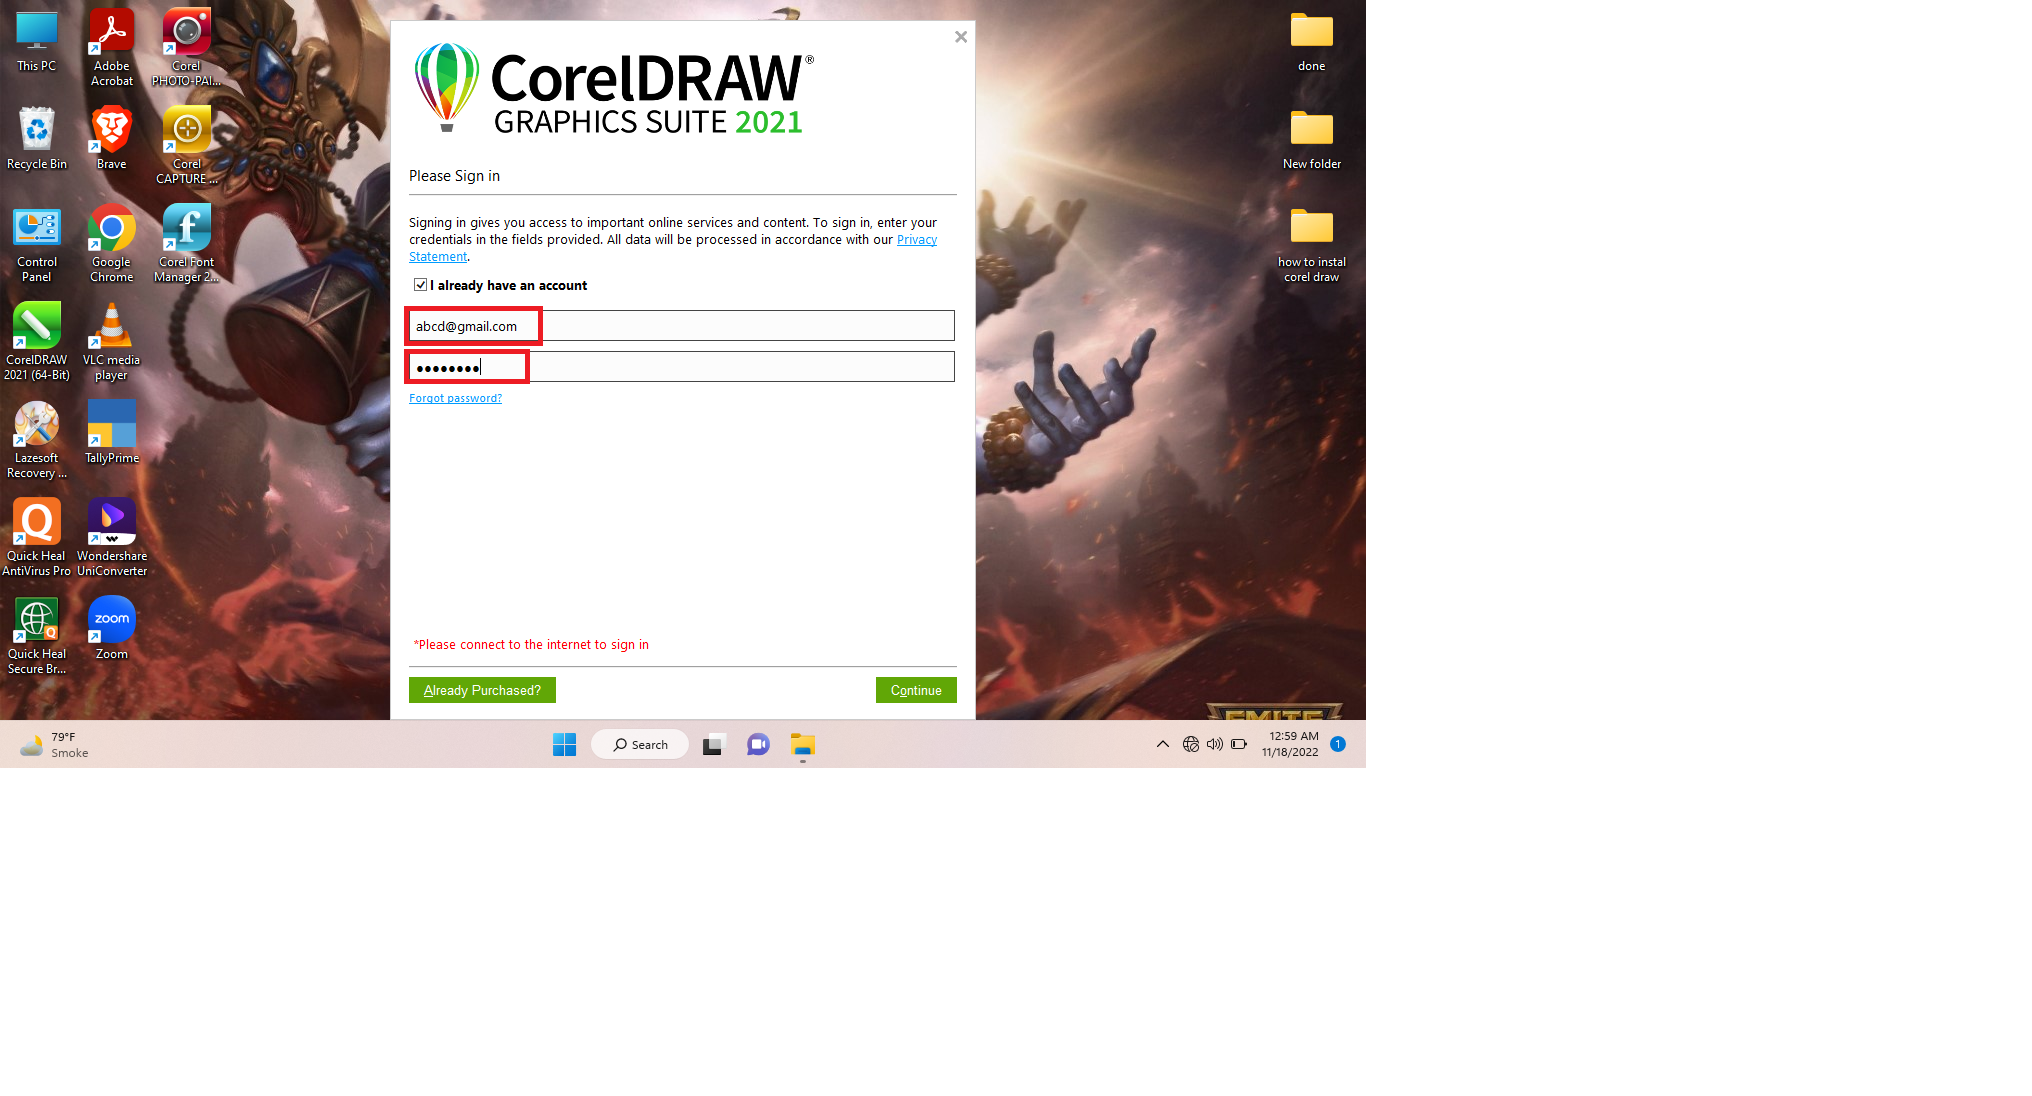 This PC
Adobe
Acrobat
Corel
PHOTO-PAI...
Recycle Bin
Brave
Corel
CAPTURE ...
Control
Panel
Google
Chrome
Corel Font
Manager 2...
CorelDRAW
2021 (64-Bit)
VLC media
player
Lazesoft
Recovery ...
TallyPrime
Quick Heal
AntiVirus Pro
Wondershare
UniConverter
Quick Heal
Secure Br...
zoom
Zoom
CorelDRAW®
GRAPHICS SUITE 2021
Please Sign in
Signing in gives you access to important online services and content. To sign in, enter your
credentials in the fields provided. All data will be processed in accordance with our Privacy
Statement.
I already have an account
abcd@gmail.com
●●●●●●●●
Forgot password?
*Please connect to the internet to sign in
Already Purchased?
Continue
done
New folder
how to instal
corel draw
SMITE
79°F
Smoke
Search
12:59 AM
11/18/2022
1